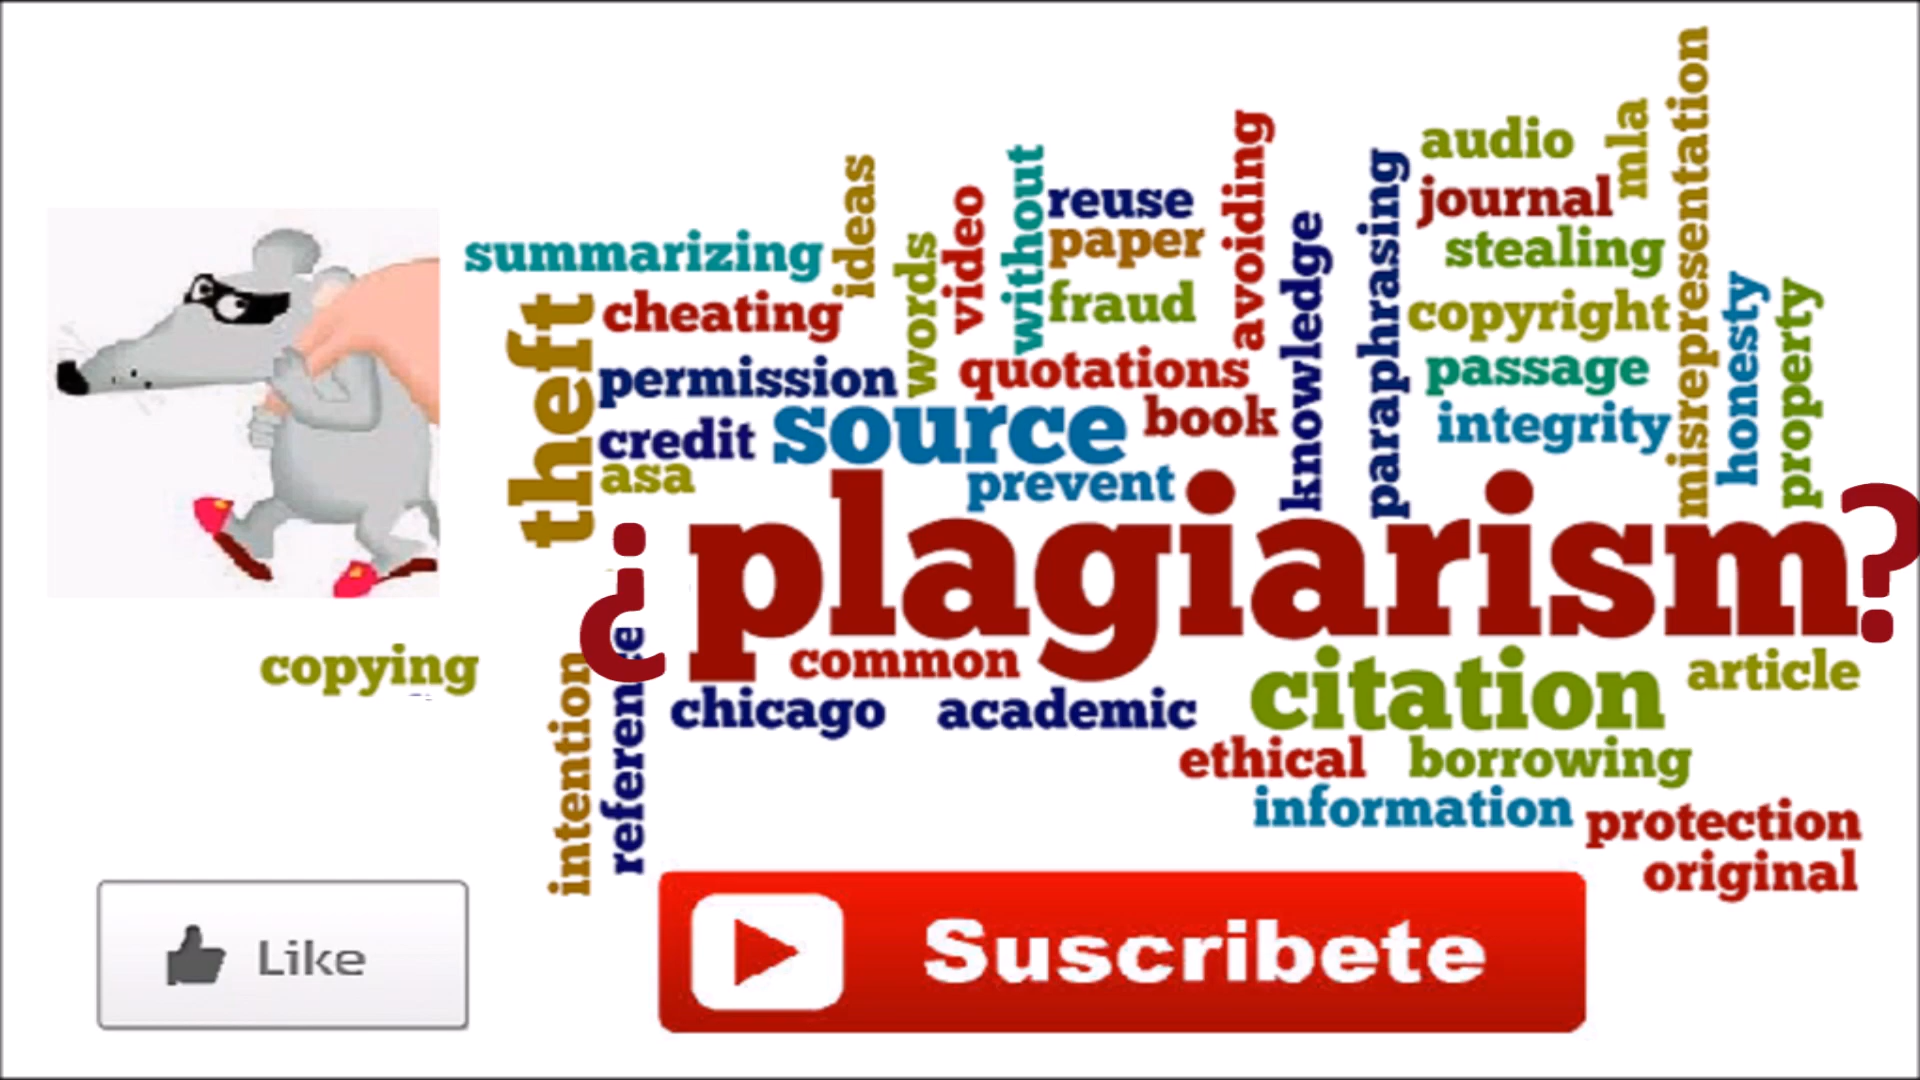 misrepresentation
mla
audio
avoiding
without
paraphrasing
ideas
journal
reuse
video
knowledge
paper
stealing
words
summarizing
honesty
property
theft
cheating
fraud
copyright
permission
quotations
passage
source
book
integrity
credit
asa
prevent
¿plagiarism?
reference
copying
intention
common
citation
article
chicago
academic
ethical
borrowing
information
protection
original
Like
Suscribete